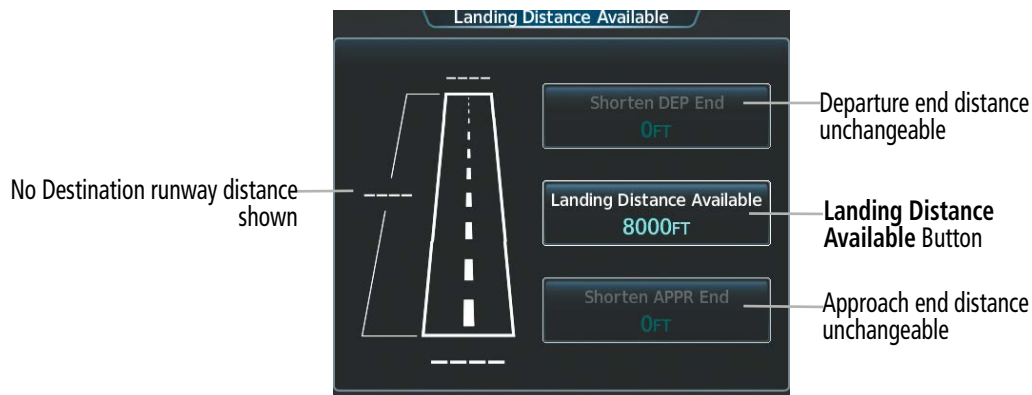 Landing Distance Available
----
Shorten DEP End
0FT
Departure end distance
unchangeable
No Destination runway distance
shown
----
Landing Distance Available
8000FT
Landing Distance
Available Button
Shorten APPR End
0FT
Approach end distance
unchangeable
----